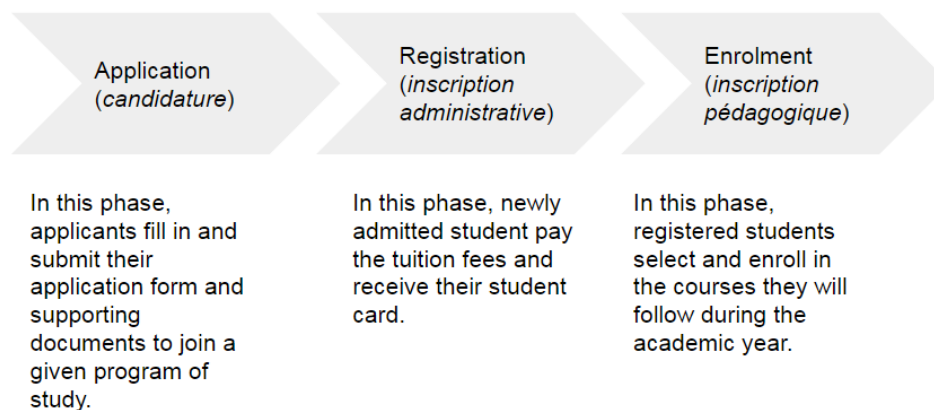 Application
(candidature)
Registration
(inscription
administrative)
Enrolment
(inscription
pédagogique)
In this phase,
applicants fill in and
submit their
application form and
supporting
documents to join a
given program of
study.
In this phase, newly
admitted student pay
the tuition fees and
receive their student
card.
In this phase,
registered students
select and enroll in
the courses they will
follow during the
academic year.